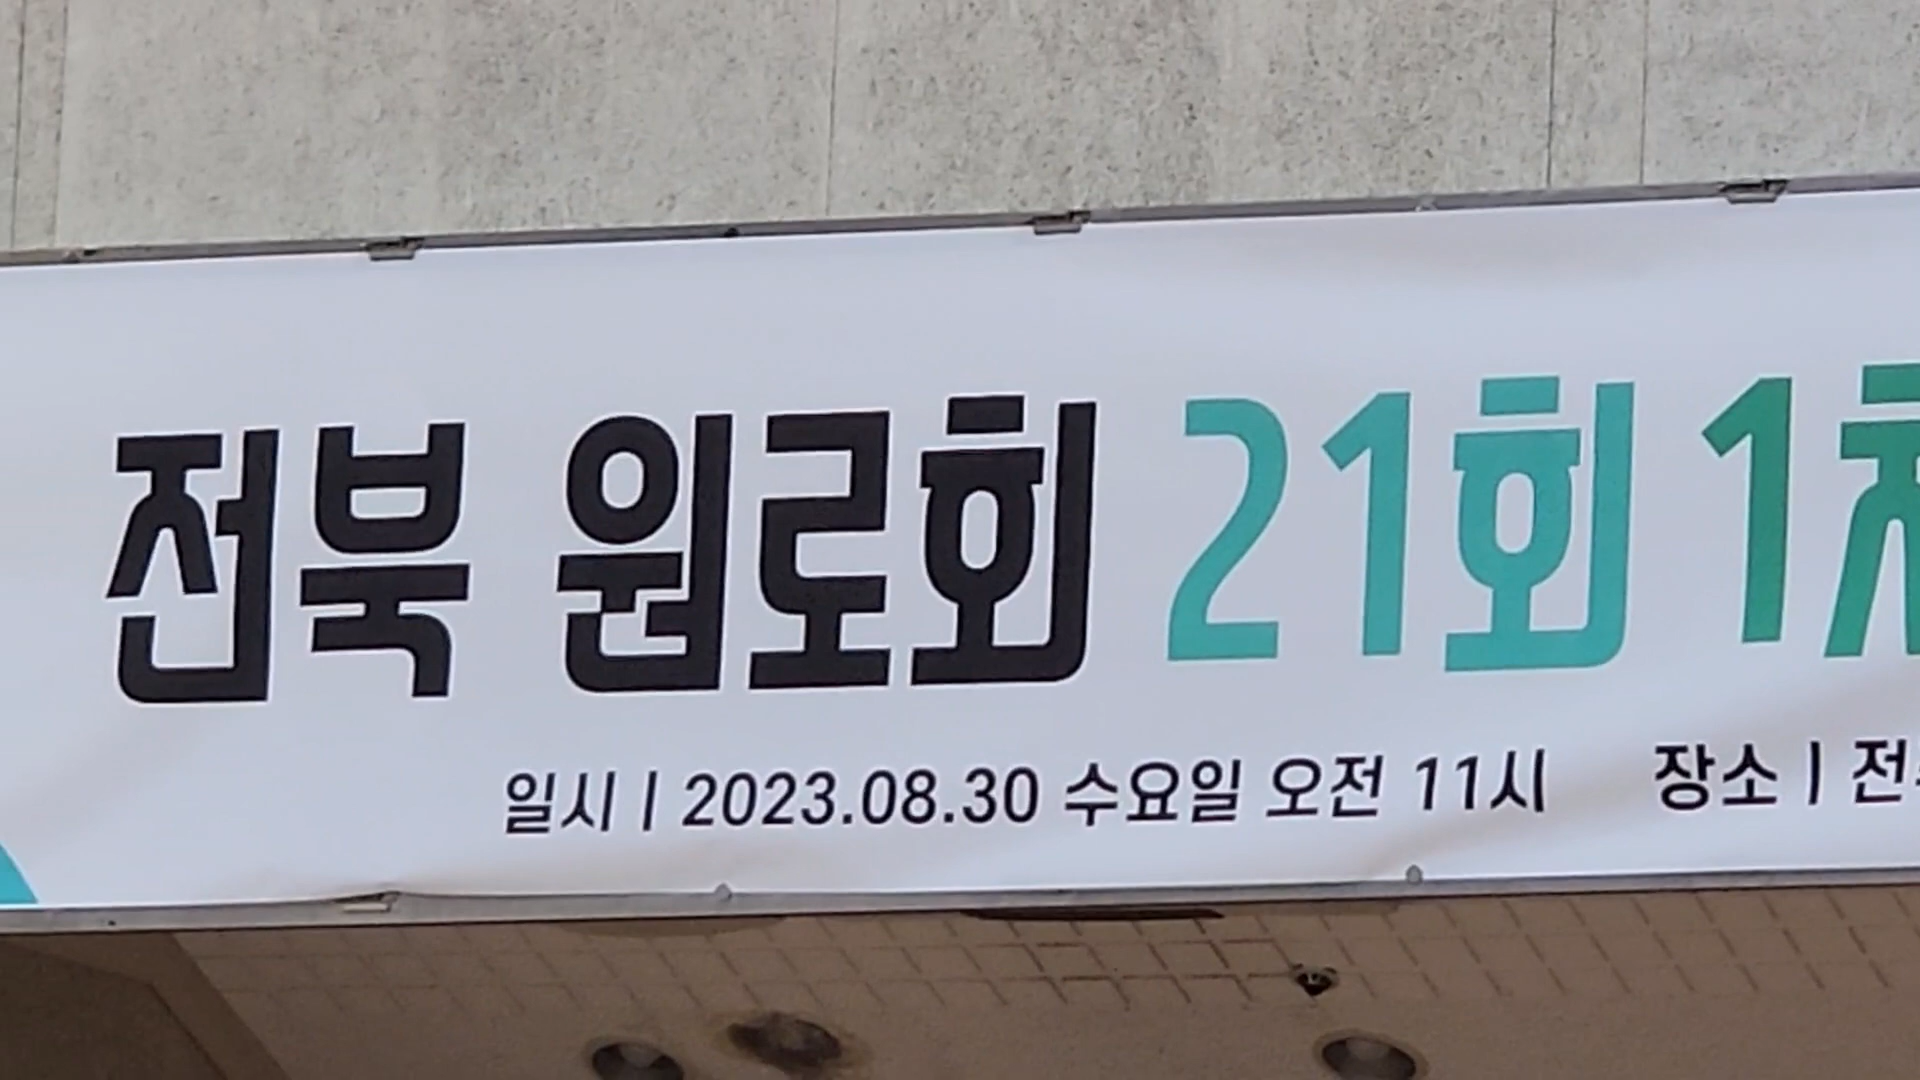 전북 원로회 21회 1차
일시 | 2023.08.30 수요일 오전 11시 장소 |